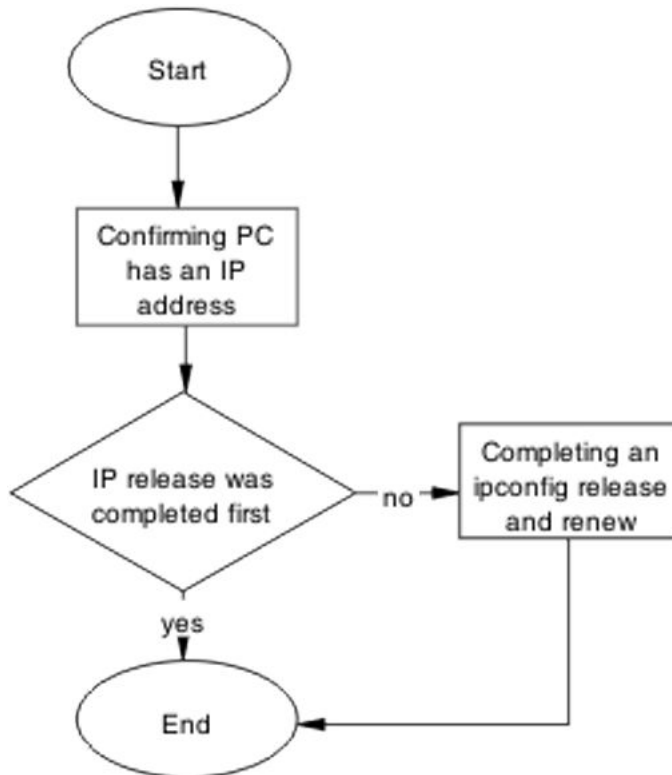 Start
Confirming PC
has an IP
address
IP release was
completed first
no
Completing an
ipconfig release
and renew
yes
End